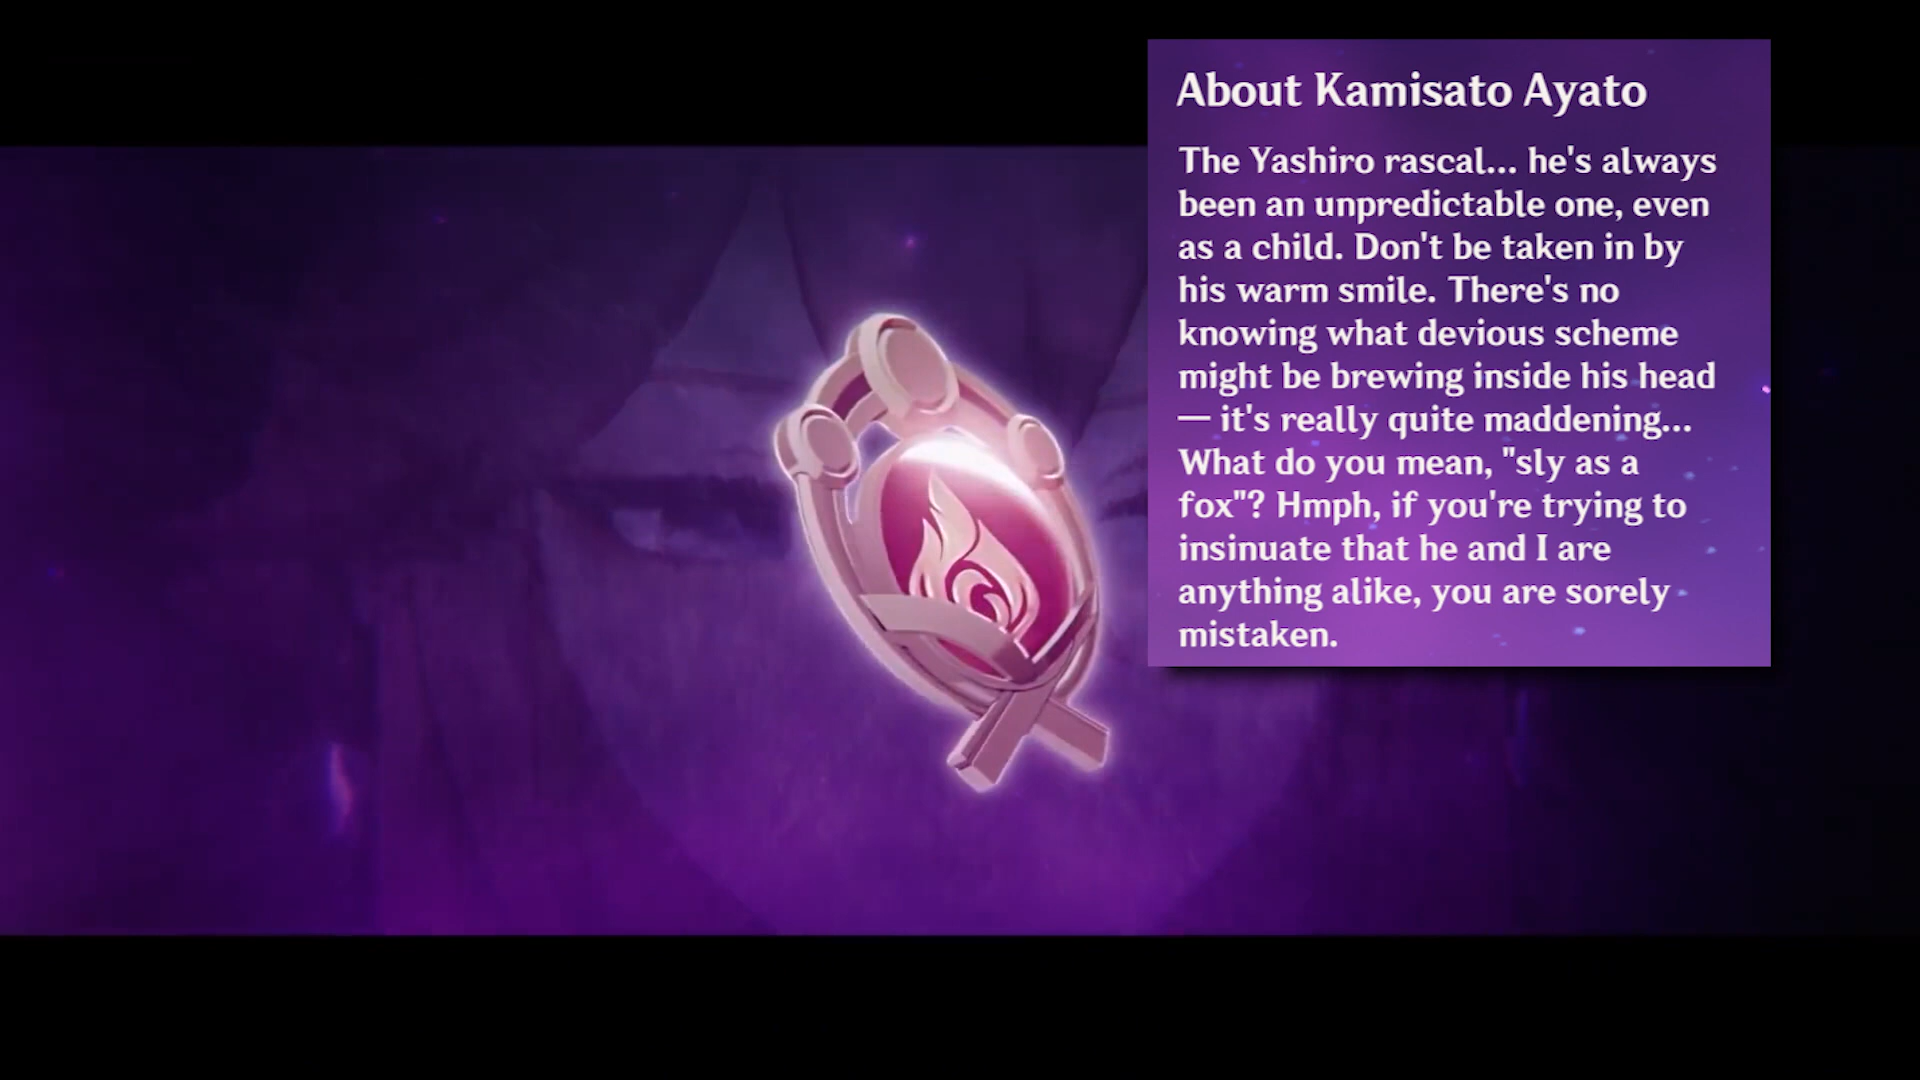 About Kamisato Ayato
The Yashiro rascal... he's always
been an unpredictable one, even
as a child. Don't be taken in by
his warm smile. There's no
knowing what devious scheme
might be brewing inside his head
— it's really quite maddening...
What do you mean, "sly as a
fox"? Hmph, if you're trying to
insinuate that he and I are
anything alike, you are sorely
mistaken.